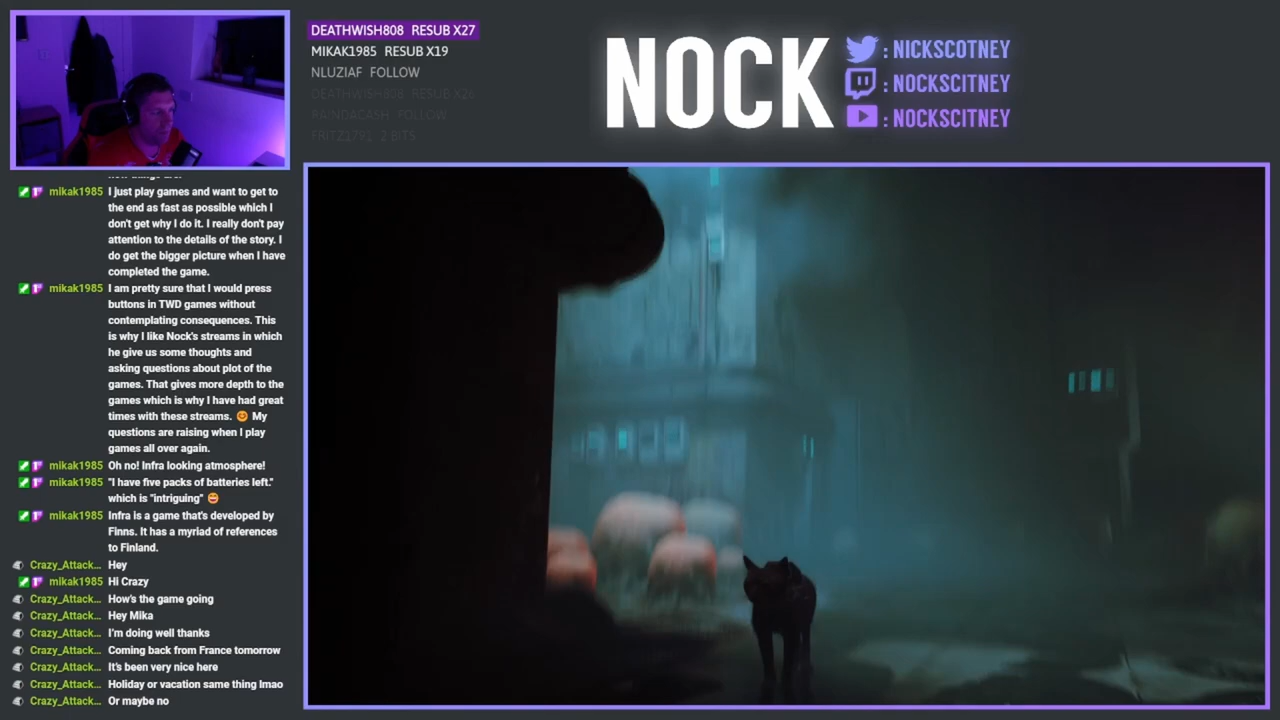 DEATHWISH808 RESUB X27
MIKAK1985 RESUB X19
NLUZIAF FOLLOW
DEATHWISH808 RESUB X26
RAINDACASH FOLLOW
FRITZ1791 2 BITS
NOCK
: NICKSCOTNEY
: NOCKSCITNEY
: NOCKSCITNEY
mikak1985 I just play games and want to get to
the end as fast as possible which I
don't get why I do it. I really don't pay
attention to the details of the story. I
do get the bigger picture when I have
completed the game.
mikak1985 I am pretty sure that I would press
buttons in TWD games without
contemplating consequences. This
is why I like Nock's streams in which
he give us some thoughts and
asking questions about plot of the
games. That gives more depth to the
games which is why I have had great
times with these streams. 😊 My
questions are raising when I play
games all over again.
mikak1985 Oh no! Infra looking atmosphere!
mikak1985 "I have five packs of batteries left."
which is "intriguing" 😄
mikak1985 Infra is a game that's developed by
Finns. It has a myriad of references
to Finland.
Crazy_Attack... Hey
mikak1985 Hi Crazy
Crazy_Attack... How's the game going
Crazy_Attack... Hey Mika
Crazy_Attack... I'm doing well thanks
Crazy_Attack... Coming back from France tomorrow
Crazy_Attack... It's been very nice here
Crazy_Attack... Holiday or vacation same thing lmao
Crazy_Attack... Or maybe no